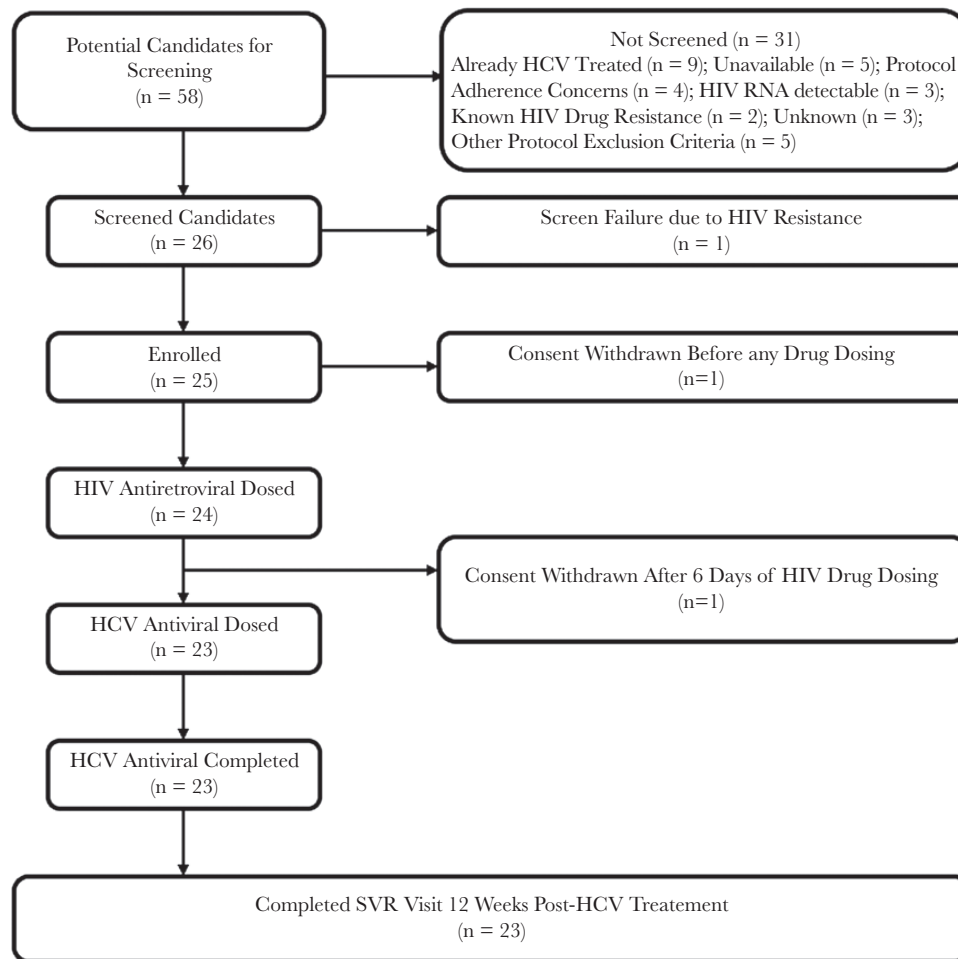 Potential Candidates for
Screening
(n = 58)
Not Screened (n = 31)
Already HCV Treated (n = 9); Unavailable (n = 5); Protocol
Adherence Concerns (n = 4); HIV RNA detectable (n = 3);
Known HIV Drug Resistance (n = 2); Unknown (n = 3);
Other Protocol Exclusion Criteria (n = 5)
Screened Candidates
(n = 26)
Screen Failure due to HIV Resistance
(n = 1)
Enrolled
(n = 25)
Consent Withdrawn Before any Drug Dosing
(n=1)
HIV Antiretroviral Dosed
(n = 24)
Consent Withdrawn After 6 Days of HIV Drug Dosing
(n=1)
HCV Antiviral Dosed
(n = 23)
HCV Antiviral Completed
(n = 23)
Completed SVR Visit 12 Weeks Post-HCV Treatement
(n = 23)